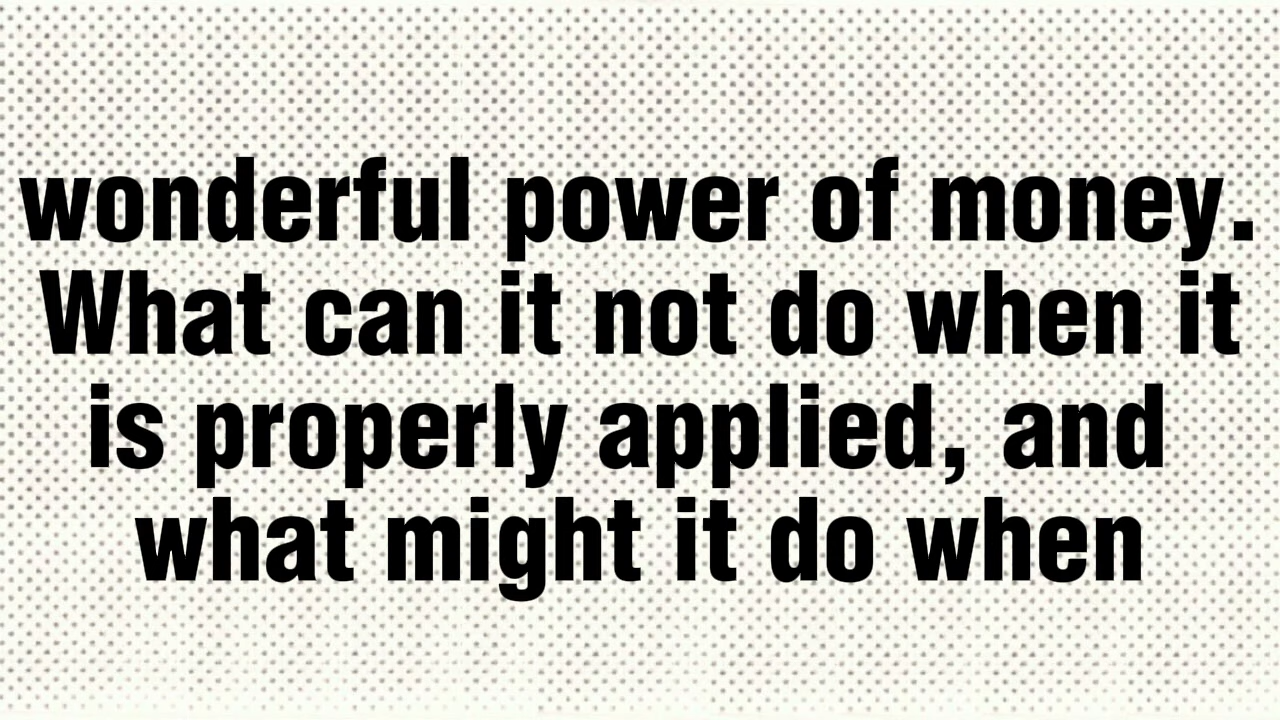 wonderful power of money.
What can it not do when it
is properly applied, and
what might it do when